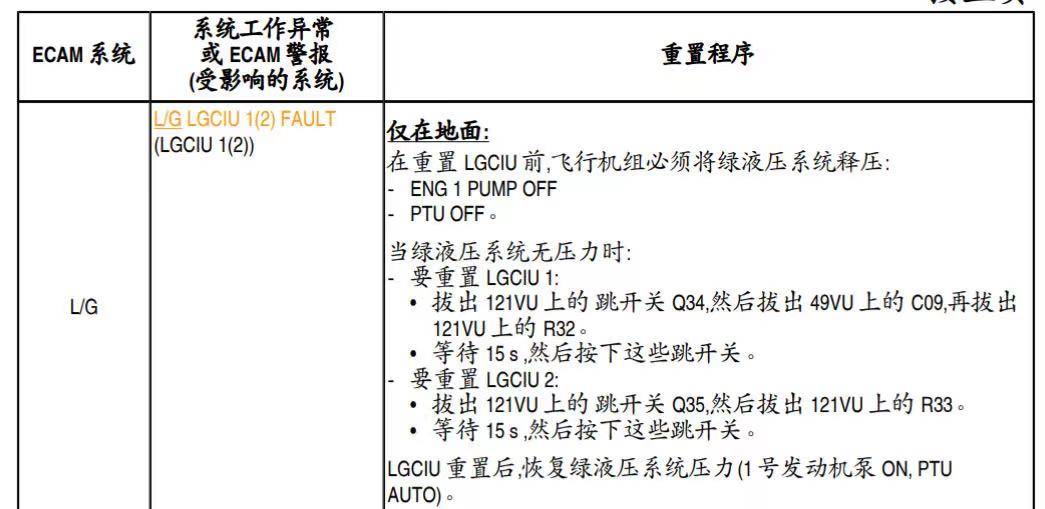 ECAM 系统
系统工作异常
或 ECAM 警报
(受影响的系统)
重置程序
L/G
L/G LGCIU 1(2) FAULT
(LGCIU 1(2))
仅在地面:
在重置 LGCIU 前,飞行机组必须将绿液压系统释压:
- ENG 1 PUMP OFF
- PTU OFF。
当绿液压系统无压力时:
- 要重置 LGCIU 1:
• 拔出 121VU 上的 跳开关 Q34,然后拔出 49VU 上的 C09,再拔出
121VU 上的 R32。
• 等待 15 s ,然后按下这些跳开关。
- 要重置 LGCIU 2:
• 拔出 121VU 上的 跳开关 Q35,然后拔出 121VU 上的 R33。
• 等待 15 s ,然后按下这些跳开关。
LGCIU 重置后,恢复绿液压系统压力(1 号发动机泵 ON, PTU
AUTO)。